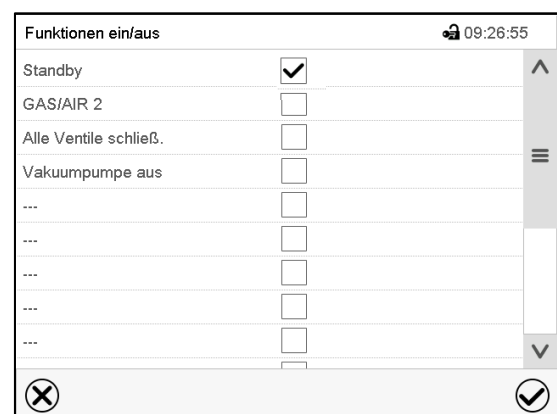 Funktionen ein/aus 09:26:55
Standby
GAS/AIR 2
Alle Ventile schließ.
Vakuumpumpe aus
---
---
---
---
---